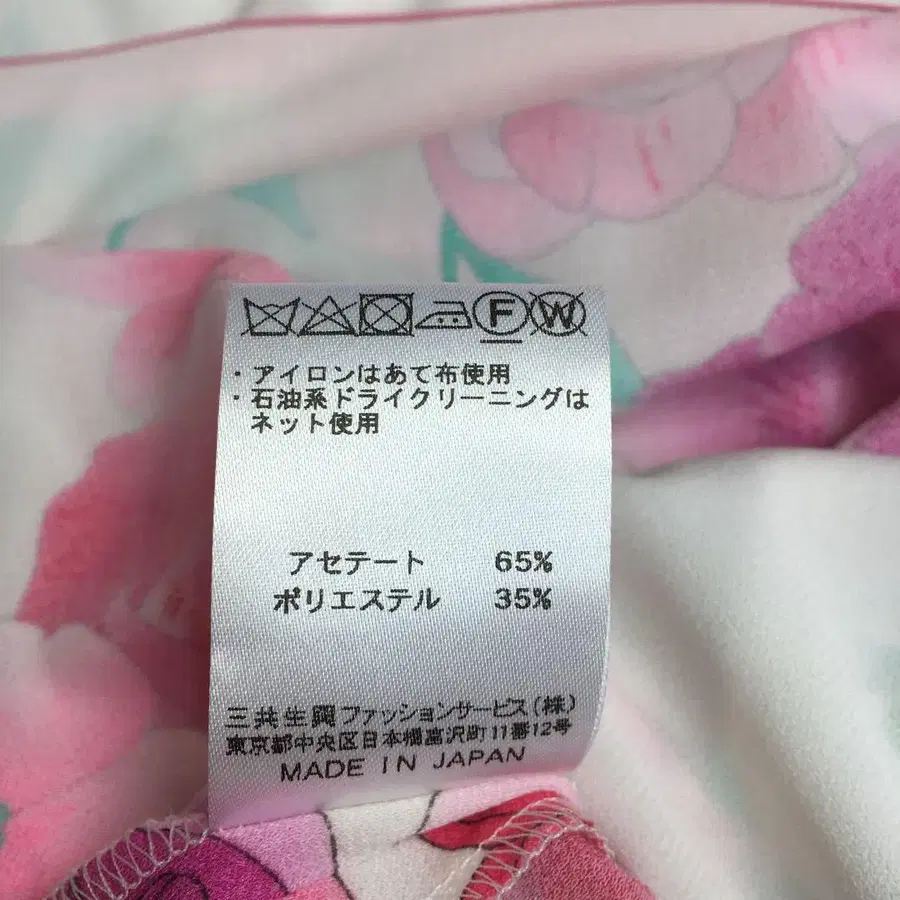 F W
・アイロンはあて布使用
・石油系ドライクリーニングは
ネット使用
アセテート 65%
ポリエステル 35%
三共生興ファッションサービス(株)
東京都中央区日本橋富沢町11番12号
MADE IN JAPAN